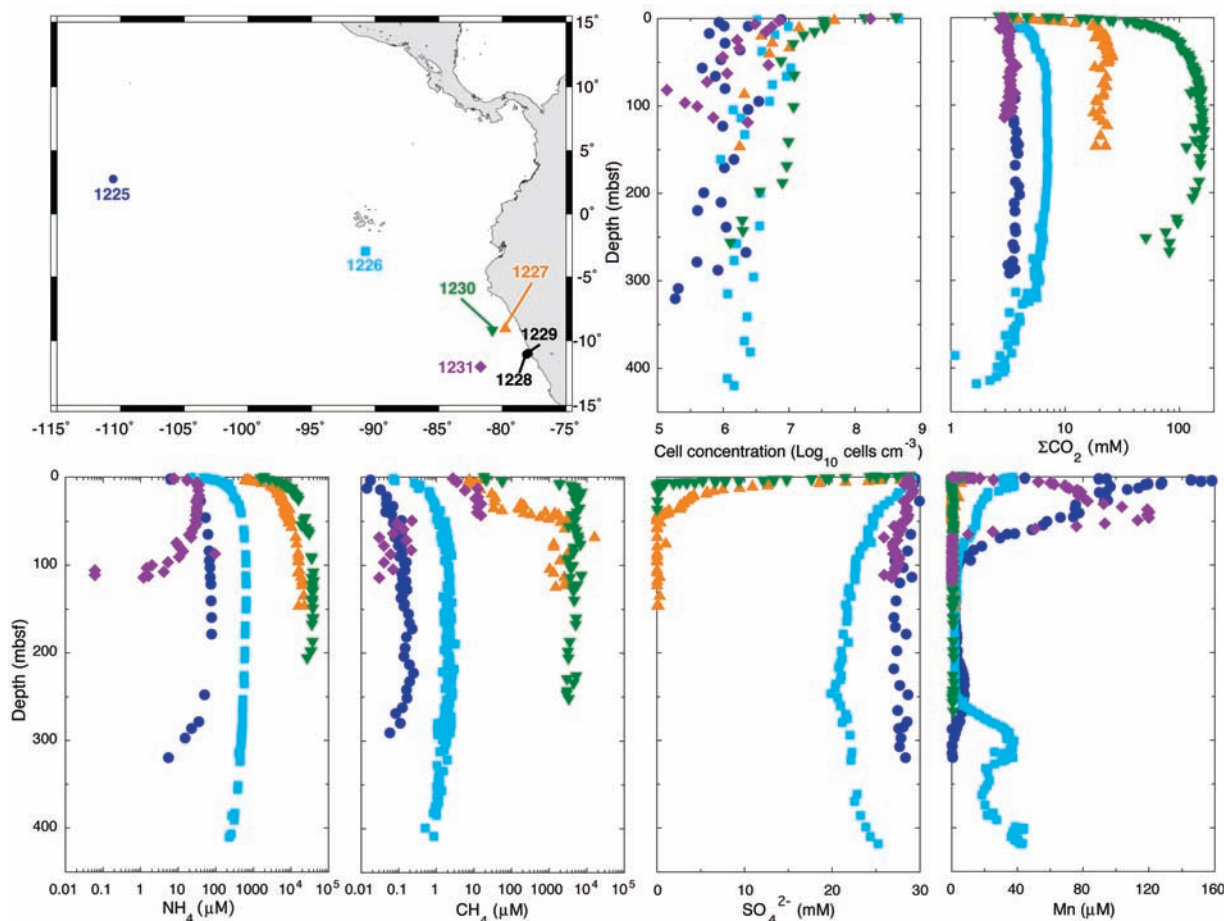 15°
10°
5°
0°
-5°
-10°
-15°
-115° -110° -105° -100° -95° -90° -85° -80° -75°
1225
1226
1230
1227
1229
1228
1231
0
100
200
300
400
Depth (mbsf)
5 6 7 8 9
Cell concentration (Log10 cells cm-3)
1 10 100
ΣCO2 (mM)
0
100
200
300
400
Depth (mbsf)
0.01 0.1 1 10 100 1000 10^4 10^5
NH4 (μM)
0.01 0.1 1 10 100 1000 10^4 10^5
CH4 (μM)
0 10 20 30
SO4^2- (mM)
0 40 80 120 160
Mn (μM)